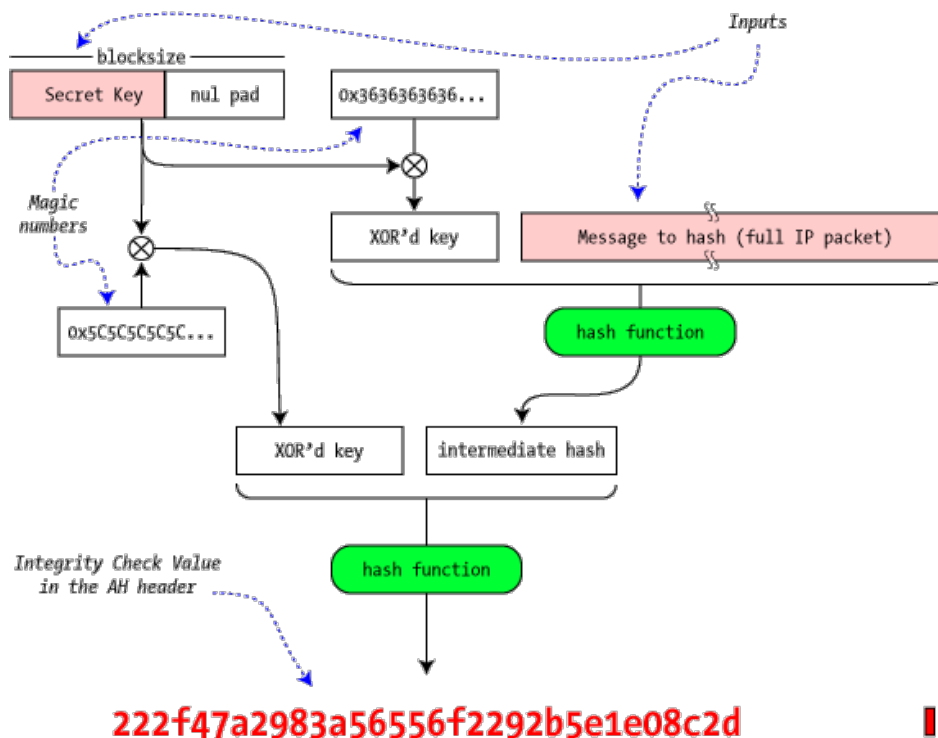 Inputs
blocksize
Secret Key
nul pad
0x3636363636...
Magic
numbers
XOR'd key
Message to hash (full IP packet)
0x5C5C5C5C5C...
hash function
XOR'd key
intermediate hash
Integrity Check Value
in the AH header
hash function
222f47a2983a56556f2292b5e1e08c2d